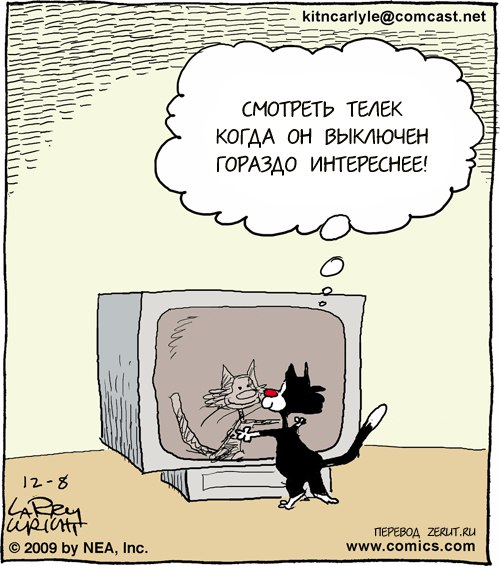 kitncarlyle@comcast.net
СМОТРЕТЬ ТЕЛЕК
КОГДА ОН ВЫКЛЮЧЕН
ГОРАЗДО ИНТЕРЕСНЕЕ!
12-8
LARRY
WRIGHT
© 2009 by NEA, Inc.
ПЕРЕВОД ZERUT.RU
www.comics.com